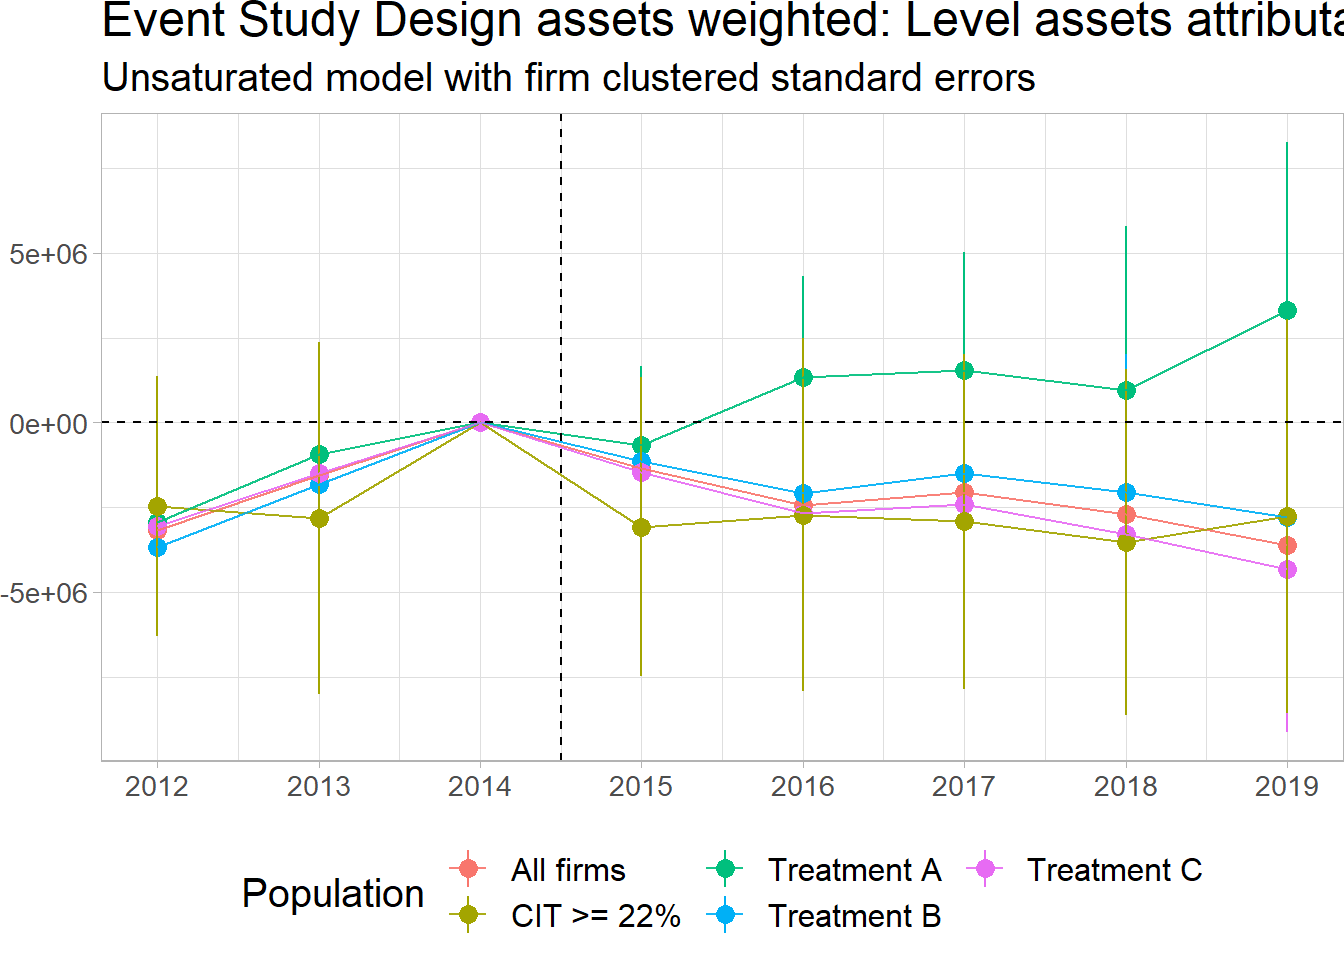 Event Study Design assets weighted: Level assets
Unsaturated model with firm clustered standard errors
5e+06
0e+00
-5e+06
2012 2013 2014 2015 2016 2017 2018 2019
Population
All firms Treatment A Treatment C
CIT >= 22% Treatment B